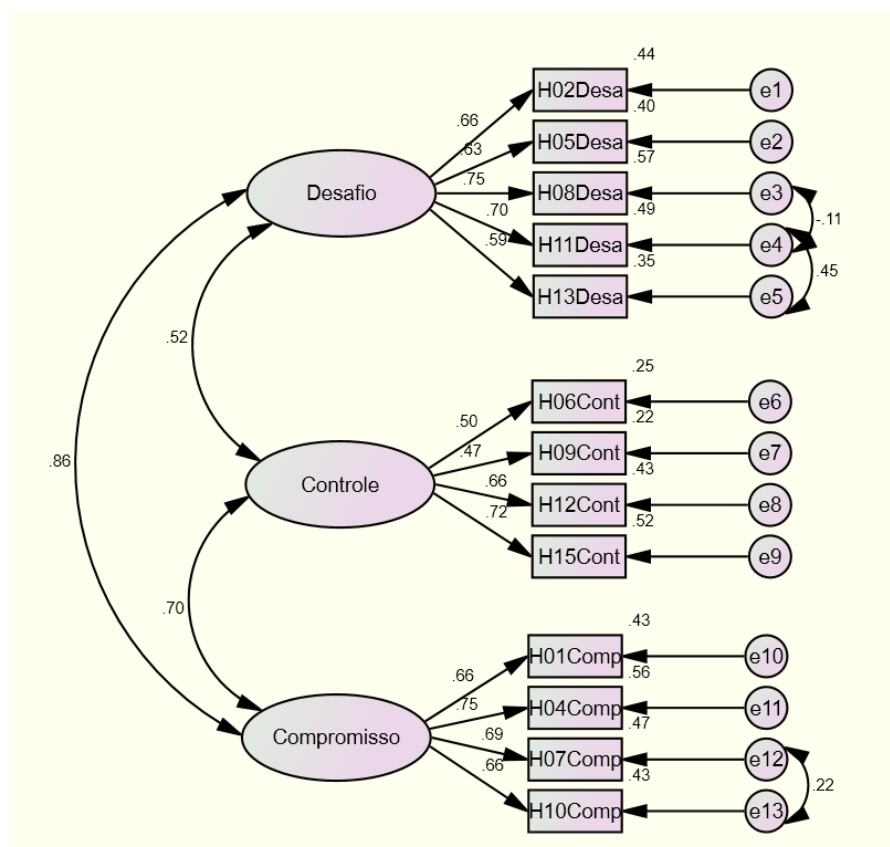 .44
H02Desa
e1
.66
.40
H05Desa
e2
.63
.57
.75
Desafio
H08Desa
e3
.49
-.11
.70
H11Desa
e4
.59
.35
.45
H13Desa
e5
.52
.25
H06Cont
e6
.50
.22
.47
H09Cont
e7
.86
.43
.66
Controle
H12Cont
e8
.72
.52
H15Cont
e9
.70
.43
H01Comp
e10
.66
.56
.75
H04Comp
e11
.47
.69
Compromisso
H07Comp
e12
.66
.43
.22
H10Comp
e13